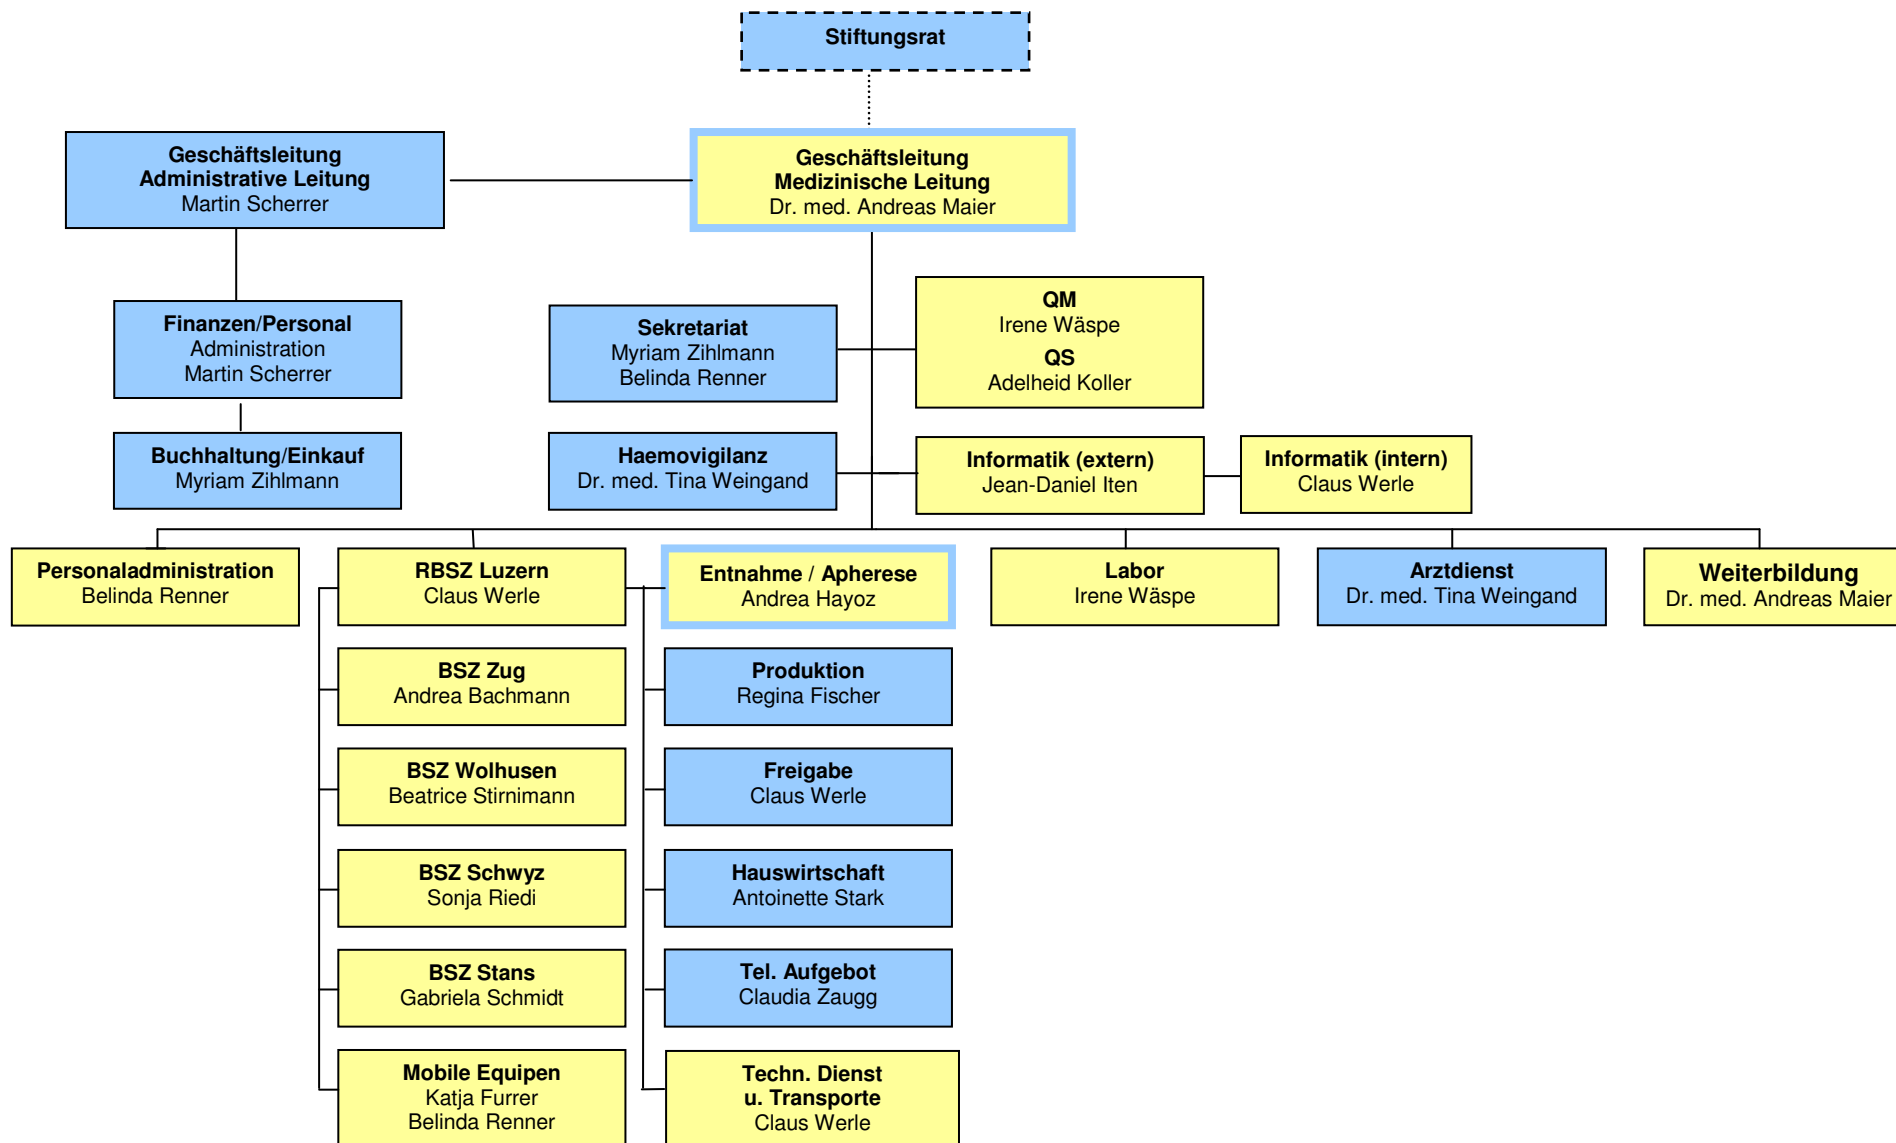 Stiftungsrat
Geschäftsleitung
Administrative Leitung
Martin Scherrer
Geschäftsleitung
Medizinische Leitung
Dr. med. Andreas Maier
Finanzen/Personal
Administration
Martin Scherrer
Sekretariat
Myriam Zihlmann
Belinda Renner
QM
Irene Wäspe
QS
Adelheid Koller
Buchhaltung/Einkauf
Myriam Zihlmann
Haemovigilanz
Dr. med. Tina Weingand
Informatik (extern)
Jean-Daniel Iten
Informatik (intern)
Claus Werle
Personaladministration
Belinda Renner
RBSZ Luzern
Claus Werle
Entnahme / Apherese
Andrea Hayoz
Labor
Irene Wäspe
Arztdienst
Dr. med. Tina Weingand
Weiterbildung
Dr. med. Andreas Maier
BSZ Zug
Andrea Bachmann
Produktion
Regina Fischer
BSZ Wolhusen
Beatrice Stirnimann
Freigabe
Claus Werle
BSZ Schwyz
Sonja Riedi
Hauswirtschaft
Antoinette Stark
BSZ Stans
Gabriela Schmidt
Tel. Aufgebot
Claudia Zaugg
Mobile Equipen
Katja Furrer
Belinda Renner
Techn. Dienst
u. Transporte
Claus Werle